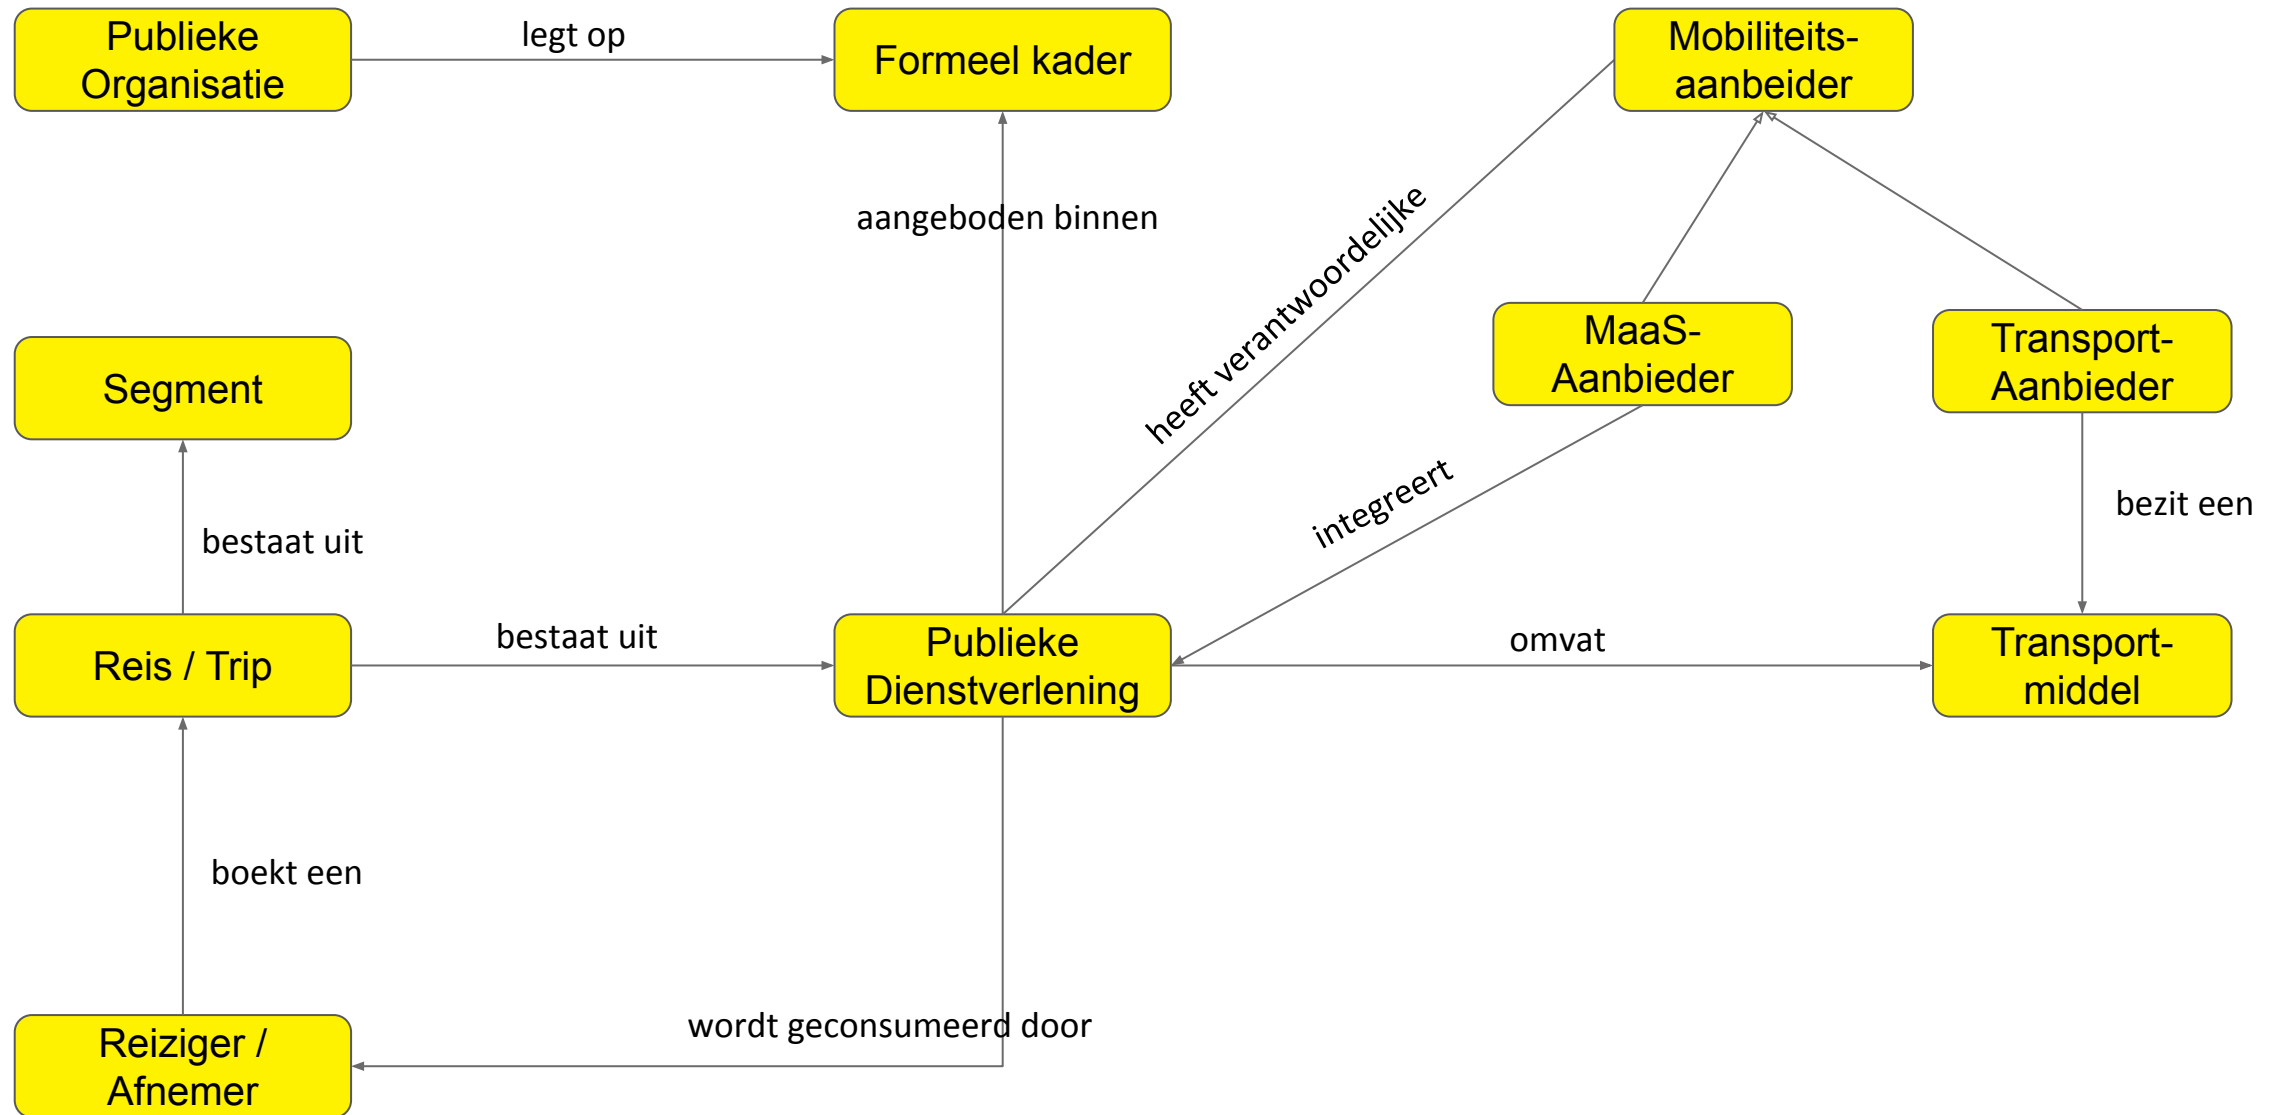 Publieke
Organisatie
legt op
Formeel kader
Mobiliteits-
aanbeider
aangeboden binnen
heeft verantwoordelijke
MaaS-
Aanbieder
Transport-
Aanbieder
Segment
integreert
bezit een
bestaat uit
Reis / Trip
bestaat uit
Publieke
Dienstverlening
omvat
Transport-
middel
boekt een
wordt geconsumeerd door
Reiziger /
Afnemer